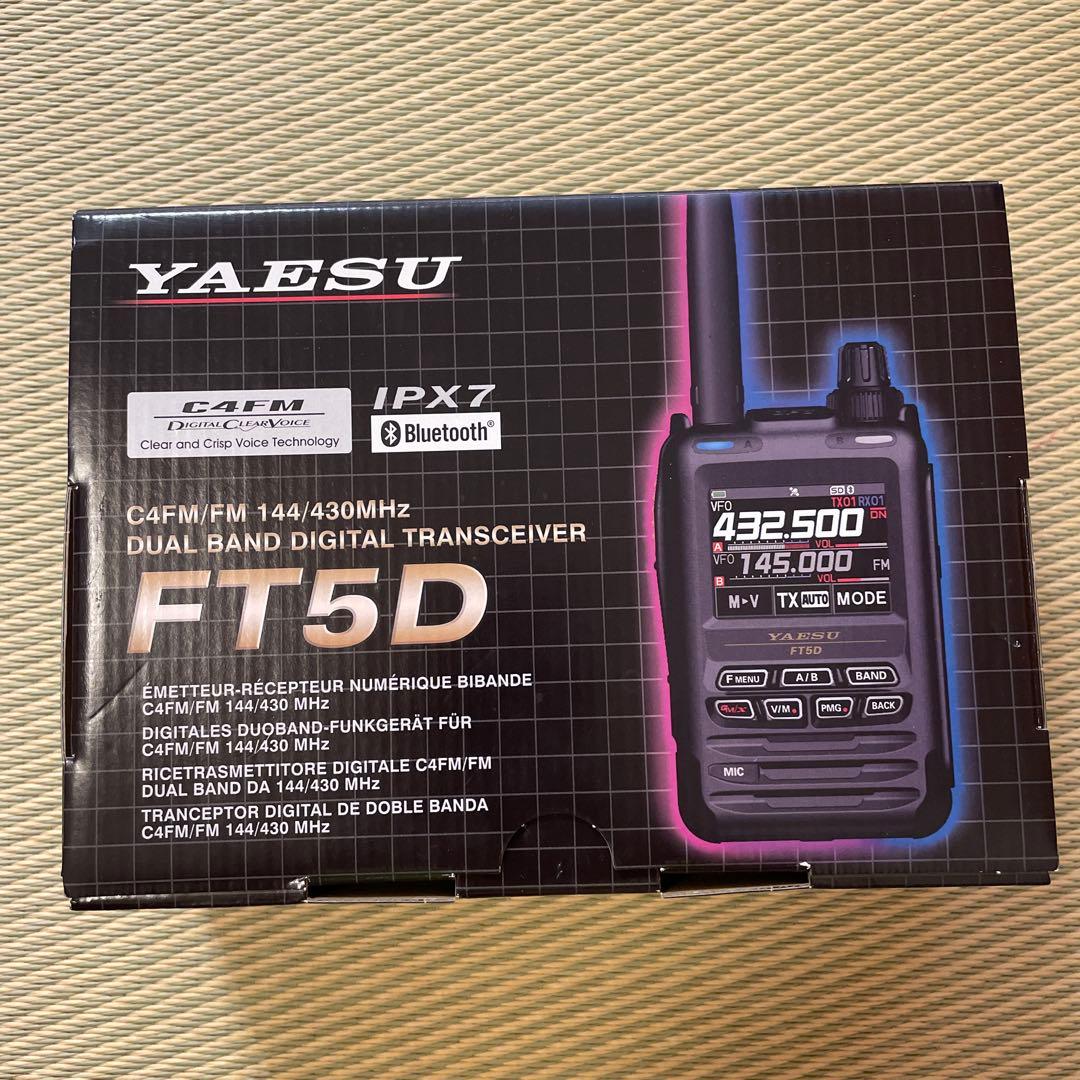 YAESU
C4FM
DIGITAL CLEAR VOICE
Clear and Crisp Voice Technology
IPX7
Bluetooth®
C4FM/FM 144/430MHz
DUAL BAND DIGITAL TRANSCEIVER
FT5D
ÉMETTEUR-RÉCEPTEUR NUMÉRIQUE BIBANDE
C4FM/FM 144/430 MHz
DIGITALES DUOBAND-FUNKGERÄT FÜR
C4FM/FM 144/430 MHz
RICETRASMETTITORE DIGITALE C4FM/FM
DUAL BAND DA 144/430 MHz
TRANCEPTOR DIGITAL DE DOBLE BANDA
C4FM/FM 144/430 MHz
A B
SD
VFO TX01 RX01
432.500 DN
A VOL
VFO 145.000 FM
B VOL
M▸V TX AUTO MODE
YAESU
FT5D
F MENU A/B BAND
V/M PMG BACK
MIC